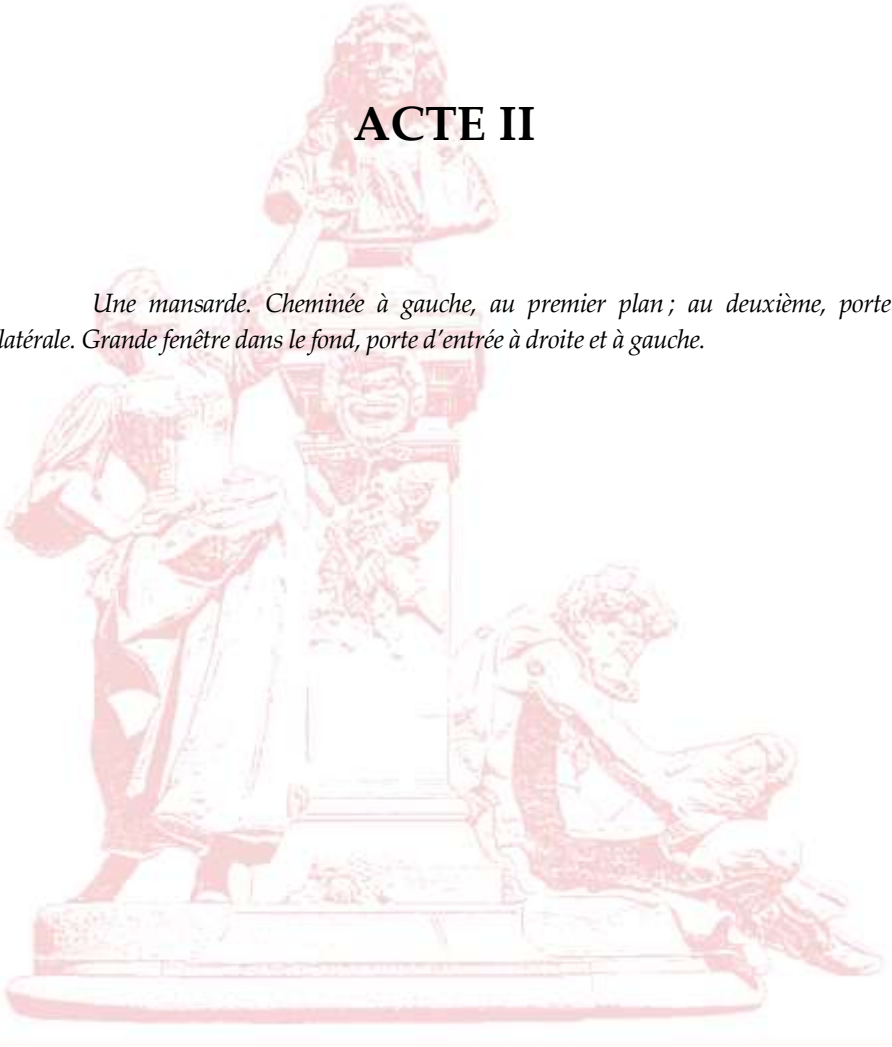 ACTE II
Une mansarde. Cheminée à gauche, au premier plan ; au deuxième, porte
latérale. Grande fenêtre dans le fond, porte d'entrée à droite et à gauche.